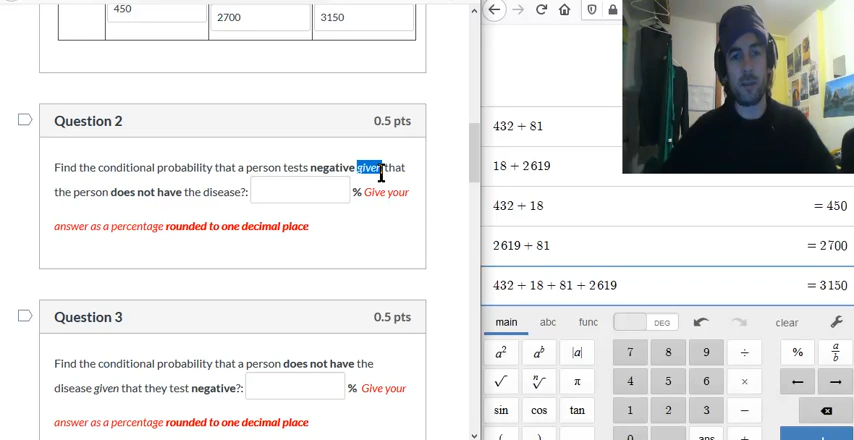 450
2700
3150
Question 2
0.5 pts
Find the conditional probability that a person tests negative given that
the person does not have the disease?: % Give your
answer as a percentage rounded to one decimal place
Question 3
0.5 pts
Find the conditional probability that a person does not have the
disease given that they test negative?: % Give your
answer as a percentage rounded to one decimal place
432 + 81
18 + 2619
432 + 18 = 450
2619 + 81 = 2700
432 + 18 + 81 + 2619 = 3150
main abc func DEG clear
a² aᵇ |a| 7 8 9 ÷ % a/b
√ ⁿ√ π 4 5 6 × ← →
sin cos tan 1 2 3 −
( ) 0 . ans +